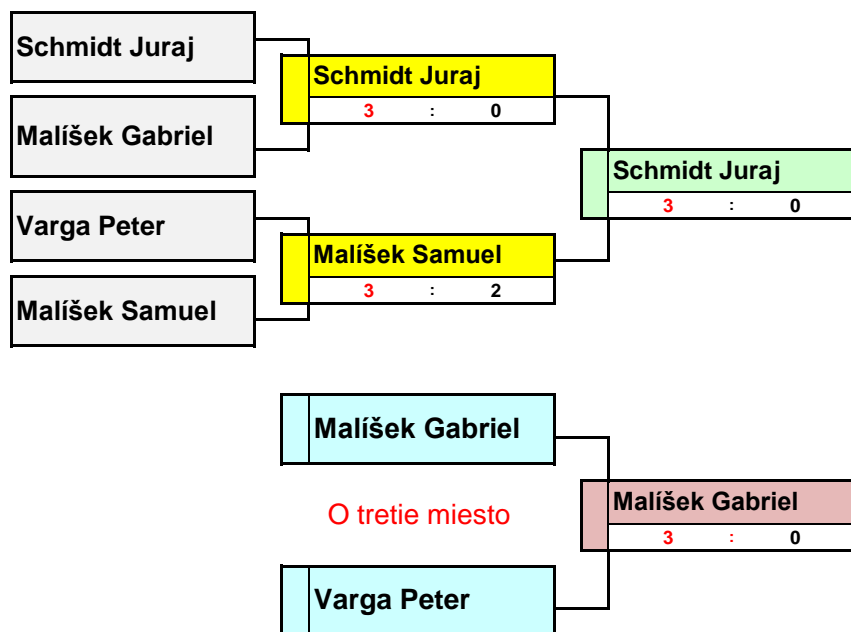 Schmidt Juraj
Schmidt Juraj
3 : 0
Malíšek Gabriel
Schmidt Juraj
3 : 0
Varga Peter
Malíšek Samuel
3 : 2
Malíšek Samuel
Malíšek Gabriel
O tretie miesto
Malíšek Gabriel
3 : 0
Varga Peter